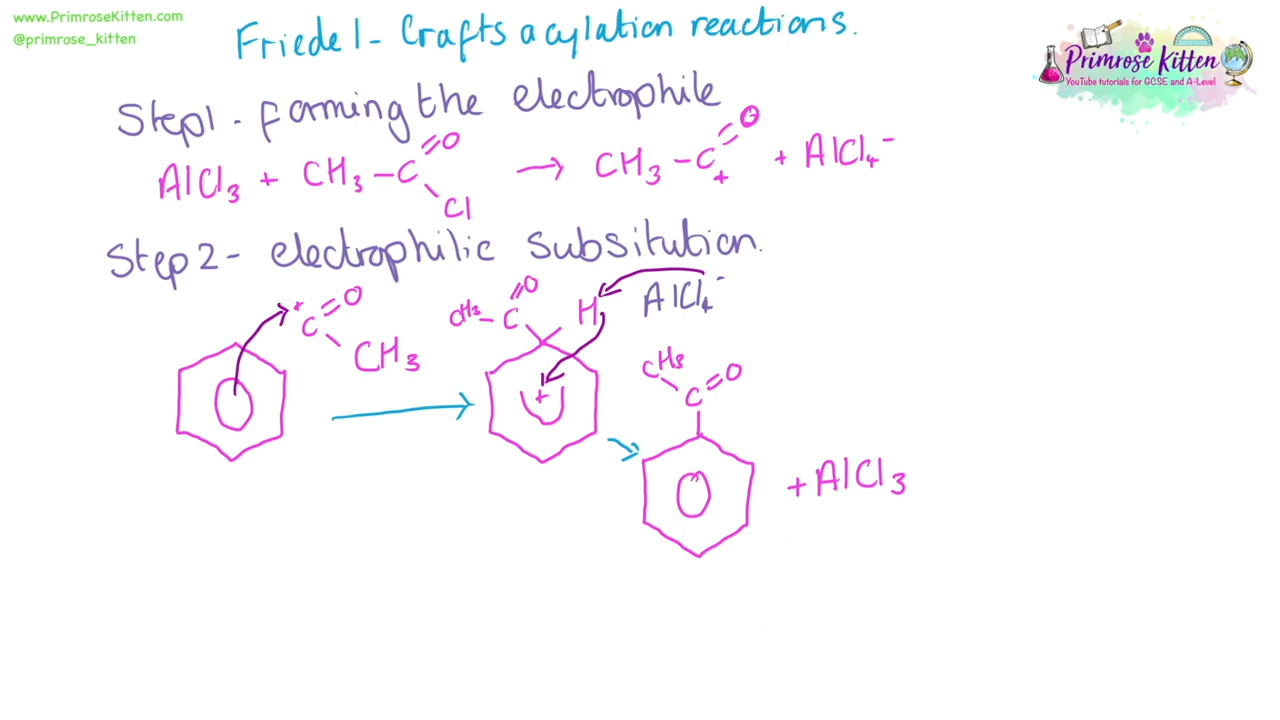 www.PrimroseKitten.com
@primrose_kitten
Friedel-Crafts acylation reactions.
Primrose Kitten
YouTube tutorials for GCSE and A-Level
Step 1 - forming the electrophile
AlCl3 + CH3-C=O Cl → CH3-C+=O + AlCl4-
Step 2 - electrophilic subsitution.
+C=O CH3
CH3-C=O H AlCl4-
+
CH3 C=O
+ AlCl3